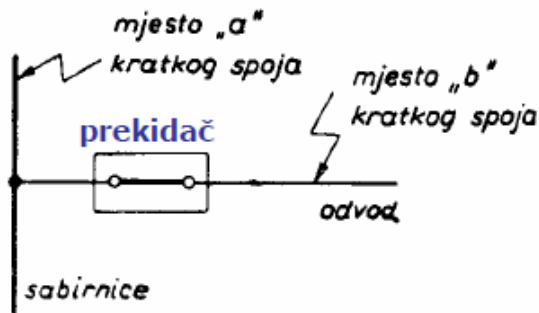 mjesto „a"
kratkog spoja
mjesto „b"
kratkog spoja
prekidač
odvod
sabirnice